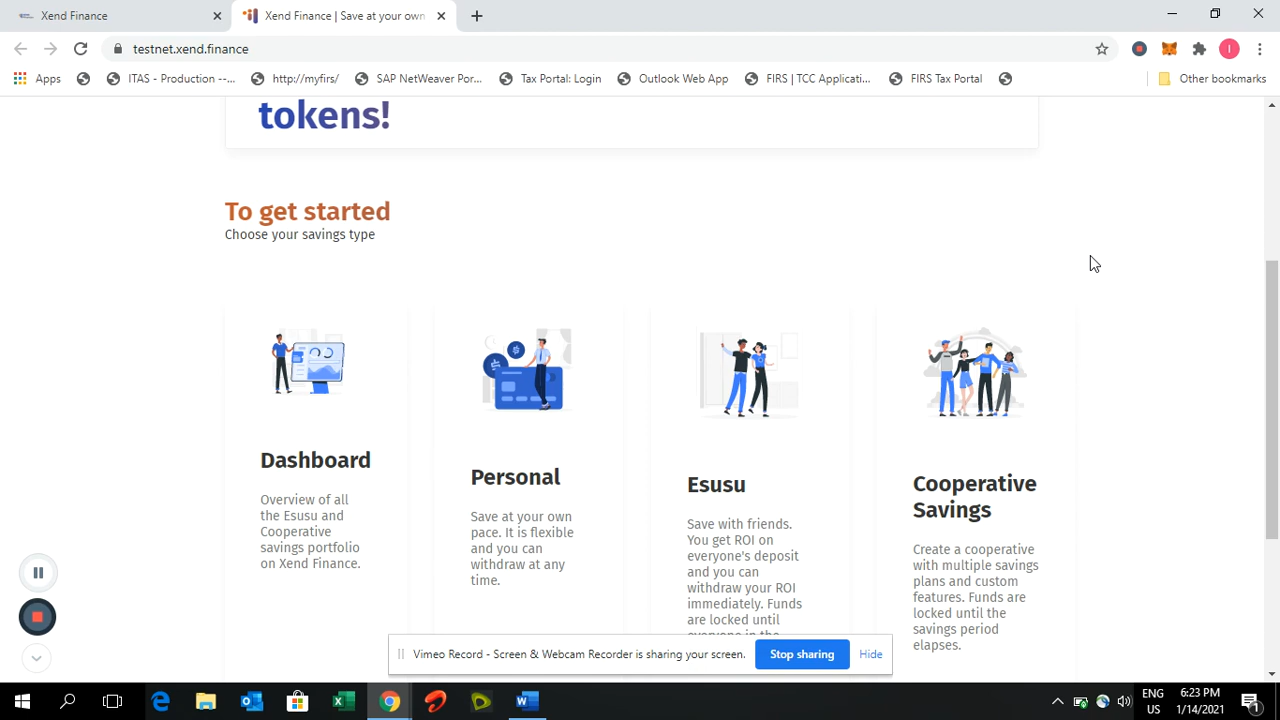 Xend Finance
Xend Finance | Save at your own
testnet.xend.finance
I
Apps
ITAS - Production --...
http://myfirs/
SAP NetWeaver Por...
Tax Portal: Login
Outlook Web App
FIRS | TCC Applicati...
FIRS Tax Portal
Other bookmarks
tokens!
To get started
Choose your savings type
Dashboard
Overview of all
the Esusu and
Cooperative
savings portfolio
on Xend Finance.
Personal
Save at your own
pace. It is flexible
and you can
withdraw at any
time.
Esusu
Save with friends.
You get ROI on
everyone's deposit
and you can
withdraw your ROI
immediately. Funds
are locked until
everyone in the
Cooperative
Savings
Create a cooperative
with multiple savings
plans and custom
features. Funds are
locked until the
savings period
elapses.
Vimeo Record - Screen & Webcam Recorder is sharing your screen.
Stop sharing
Hide
ENG
US
6:23 PM
1/14/2021
1